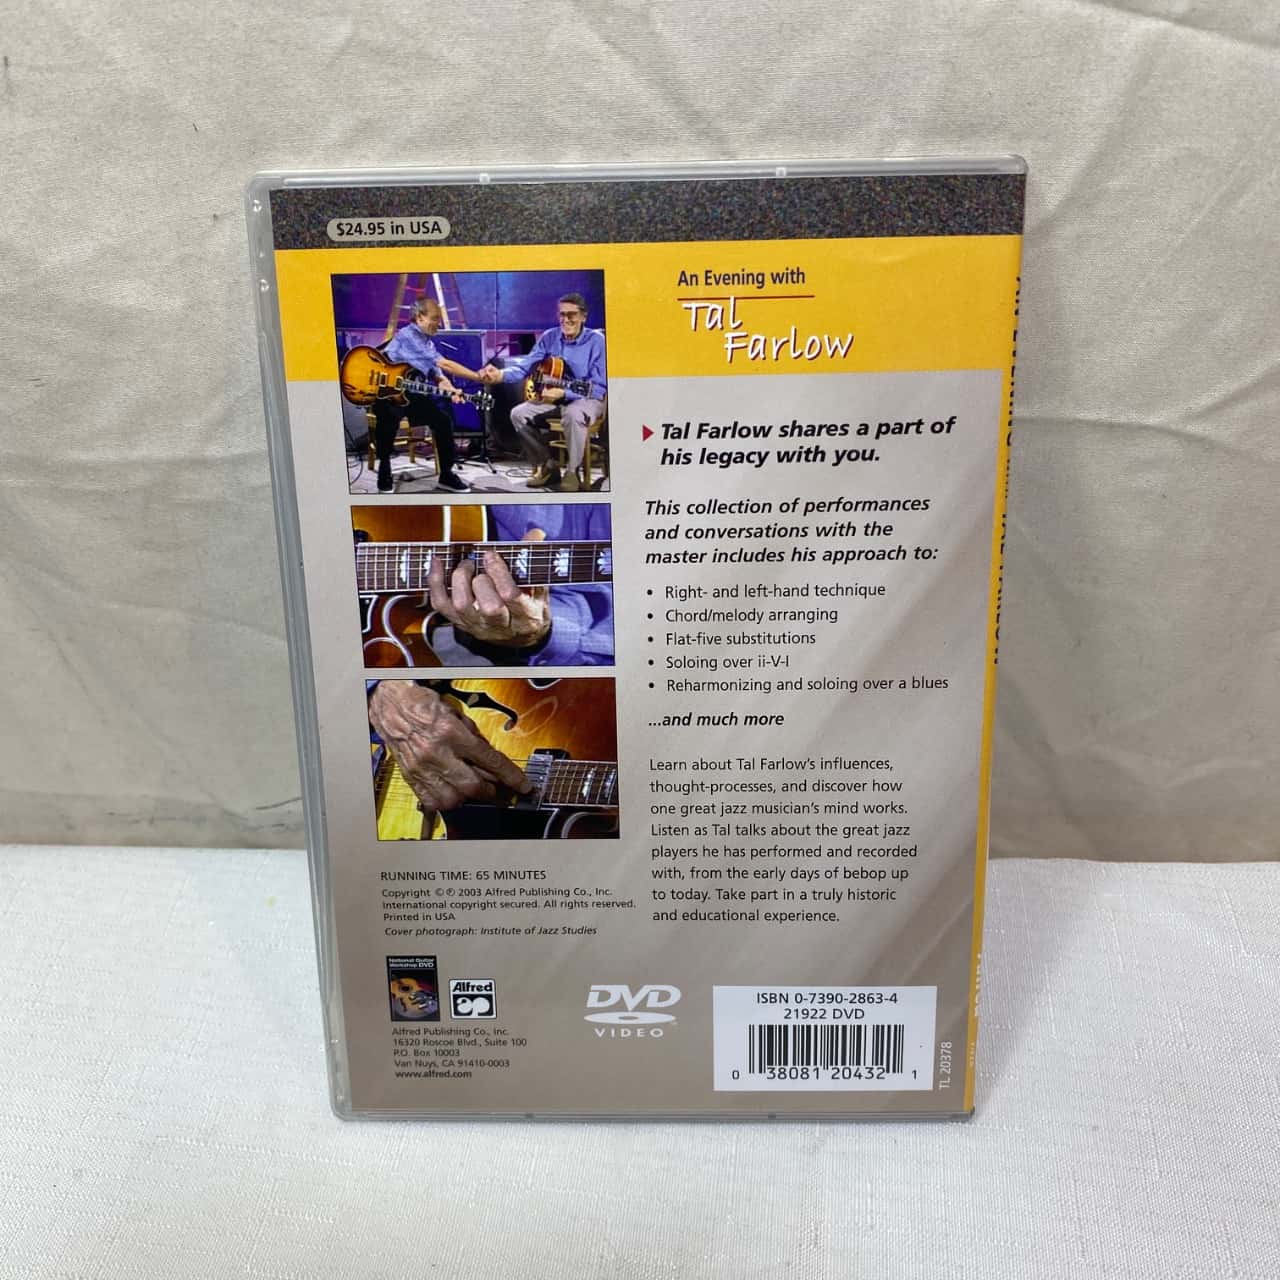 $24.95 in USA
An Evening with
Tal
Farlow
Tal Farlow shares a part of
his legacy with you.
This collection of performances
and conversations with the
master includes his approach to:
• Right- and left-hand technique
• Chord/melody arranging
• Flat-five substitutions
• Soloing over ii-V-I
• Reharmonizing and soloing over a blues
...and much more
Learn about Tal Farlow's influences,
thought-processes, and discover how
one great jazz musician's mind works.
Listen as Tal talks about the great jazz
players he has performed and recorded
with, from the early days of bebop up
to today. Take part in a truly historic
and educational experience.
RUNNING TIME: 65 MINUTES
Copyright © ℗ 2003 Alfred Publishing Co., Inc.
International copyright secured. All rights reserved.
Printed in USA
Cover photograph: Institute of Jazz Studies
National Guitar
Workshop DVD
Alfred
Alfred Publishing Co., Inc.
16320 Roscoe Blvd., Suite 100
P.O. Box 10003
Van Nuys, CA 91410-0003
www.alfred.com
DVD
VIDEO
ISBN 0-7390-2863-4
21922 DVD
0 38081 20432 1
TL 20378